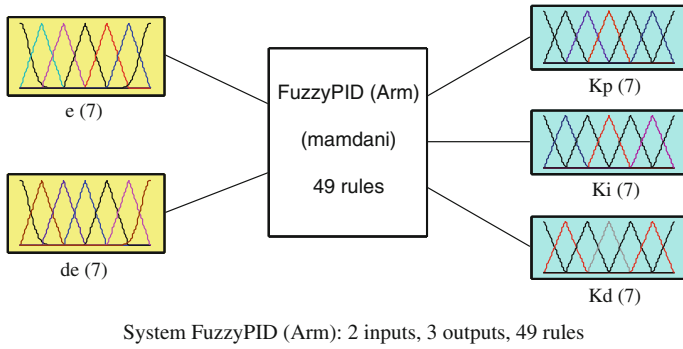 e (7)
de (7)
FuzzyPID (Arm)
(mamdani)
49 rules
Kp (7)
Ki (7)
Kd (7)
System FuzzyPID (Arm): 2 inputs, 3 outputs, 49 rules